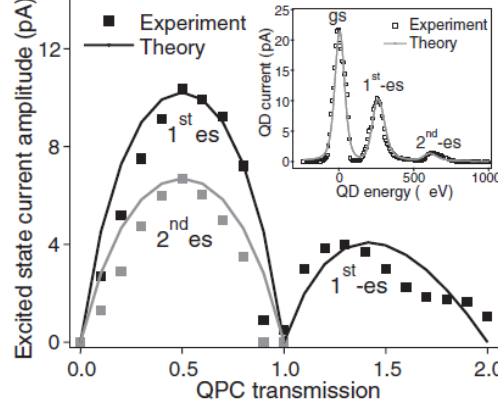 Excited state current amplitude (pA)
12
8
4
0
Experiment
Theory
1st es
2nd es
1st-es
0.0 0.5 1.0 1.5 2.0
QPC transmission
QD current (pA)
25
20
15
10
5
0
gs
Experiment
Theory
1st-es
2nd-es
0 500 1000
QD energy ( eV)